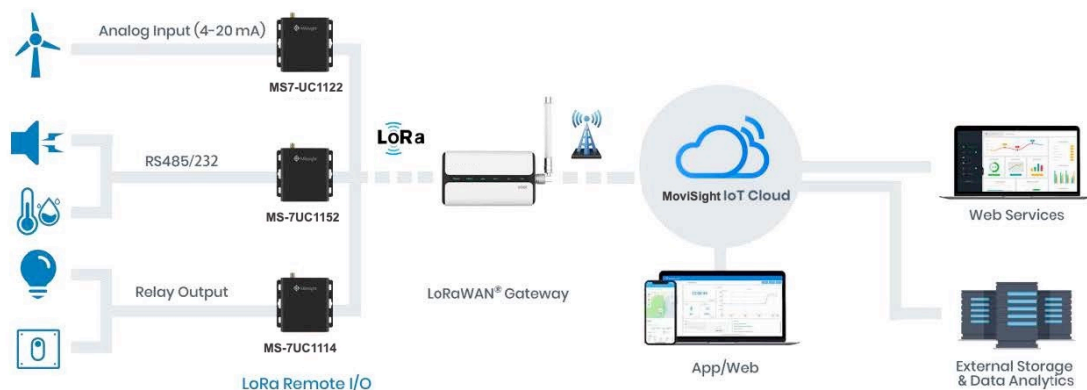 Analog Input (4-20 mA)
MS7-UC1122
RS485/232
MS-7UC1152
Relay Output
MS-7UC1114
LoRa Remote I/O
LoRa
LoRaWAN® Gateway
MoviSight IoT Cloud
App/Web
Web Services
External Storage
& Data Analytics